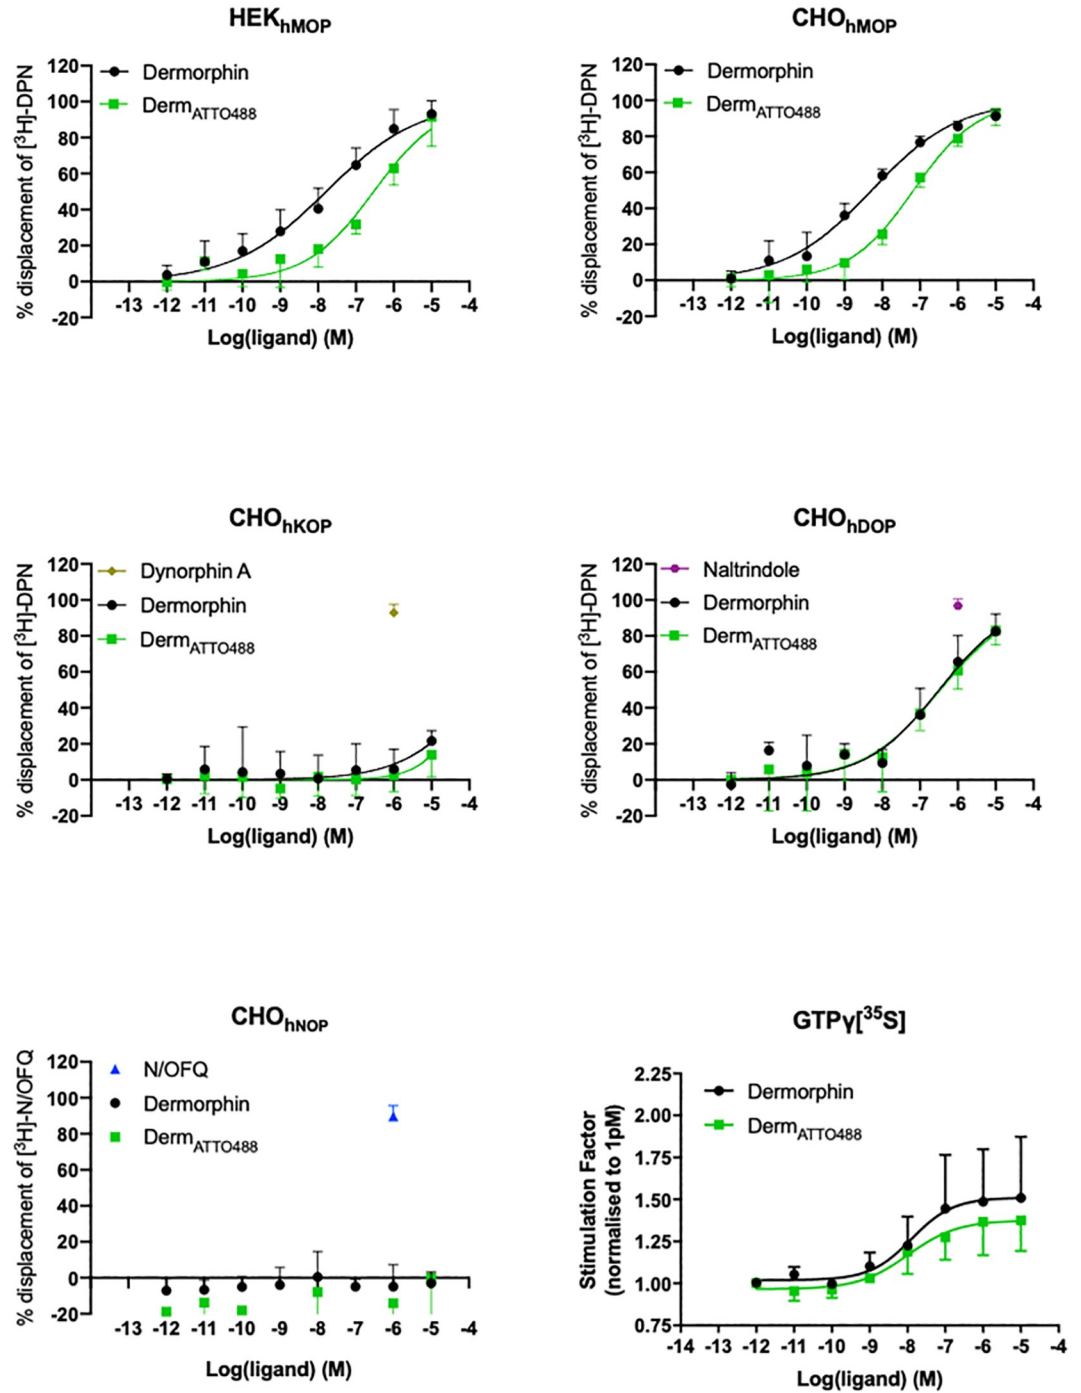 HEKhMOP
% displacement of [³H]-DPN
120
100
80
60
40
20
0
-20
Dermorphin
DermATTO488
-13 -12 -11 -10 -9 -8 -7 -6 -5 -4
Log(ligand) (M)
CHOhMOP
% displacement of [³H]-DPN
120
100
80
60
40
20
0
-20
Dermorphin
DermATTO488
-13 -12 -11 -10 -9 -8 -7 -6 -5 -4
Log(ligand) (M)
CHOhKOP
% displacement of [³H]-DPN
120
100
80
60
40
20
0
-20
Dynorphin A
Dermorphin
DermATTO488
-13 -12 -11 -10 -9 -8 -7 -6 -5 -4
Log(ligand) (M)
CHOhDOP
% displacement of [³H]-DPN
120
100
80
60
40
20
0
-20
Naltrindole
Dermorphin
DermATTO488
-13 -12 -11 -10 -9 -8 -7 -6 -5 -4
Log(ligand) (M)
CHOhNOP
% displacement of [³H]-N/OFQ
120
100
80
60
40
20
0
-20
N/OFQ
Dermorphin
DermATTO488
-13 -12 -11 -10 -9 -8 -7 -6 -5 -4
Log(ligand) (M)
GTPγ[³⁵S]
Stimulation Factor
(normalised to 1pM)
2.25
2.00
1.75
1.50
1.25
1.00
0.75
Dermorphin
DermATTO488
-14 -13 -12 -11 -10 -9 -8 -7 -6 -5 -4
Log(ligand) (M)